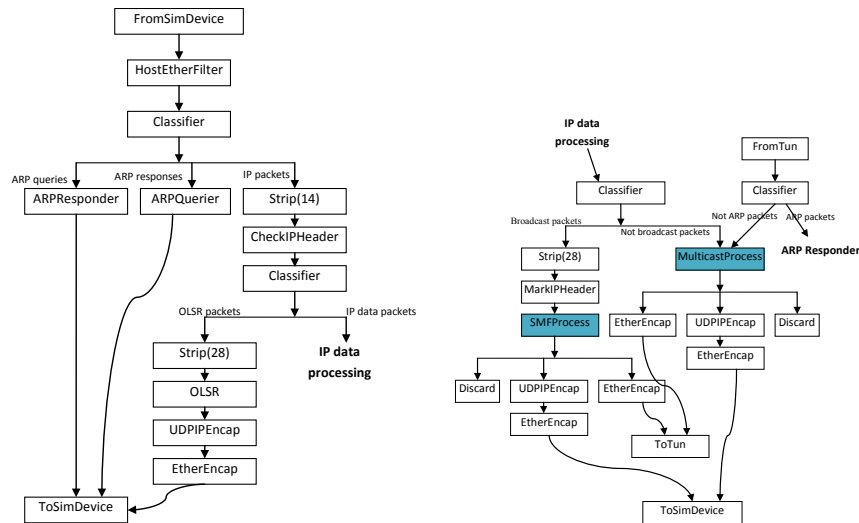 FromSimDevice
HostEtherFilter
Classifier
ARP queries
ARP responses
IP packets
ARPResponder
ARPQuerier
Strip(14)
CheckIPHeader
Classifier
OLSR packets
IP data packets
Strip(28)
IP data
processing
OLSR
UDPIPEncap
EtherEncap
ToSimDevice
IP data
processing
FromTun
Classifier
Classifier
Broadcast packets
Not broadcast packets
Not ARP packets
ARP packets
ARP Responder
Strip(28)
MulticastProcess
MarkIPHeader
SMFProcess
EtherEncap
UDPIPEncap
Discard
EtherEncap
Discard
UDPIPEncap
EtherEncap
EtherEncap
ToTun
ToSimDevice